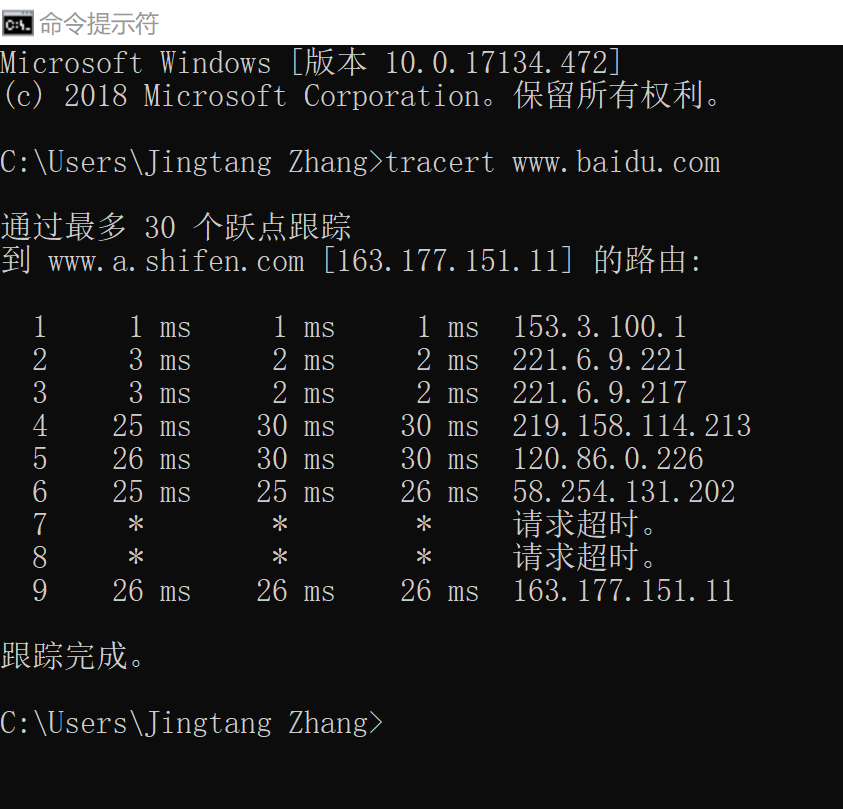 命令提示符
Microsoft Windows [版本 10.0.17134.472]
(c) 2018 Microsoft Corporation。保留所有权利。
C:\Users\Jingtang Zhang>tracert www.baidu.com
通过最多 30 个跃点跟踪
到 www.a.shifen.com [163.177.151.11] 的路由:
1 1 ms 1 ms 1 ms 153.3.100.1
2 3 ms 2 ms 2 ms 221.6.9.221
3 3 ms 2 ms 2 ms 221.6.9.217
4 25 ms 30 ms 30 ms 219.158.114.213
5 26 ms 30 ms 30 ms 120.86.0.226
6 25 ms 25 ms 26 ms 58.254.131.202
7 * * * 请求超时。
8 * * * 请求超时。
9 26 ms 26 ms 26 ms 163.177.151.11
跟踪完成。
C:\Users\Jingtang Zhang>